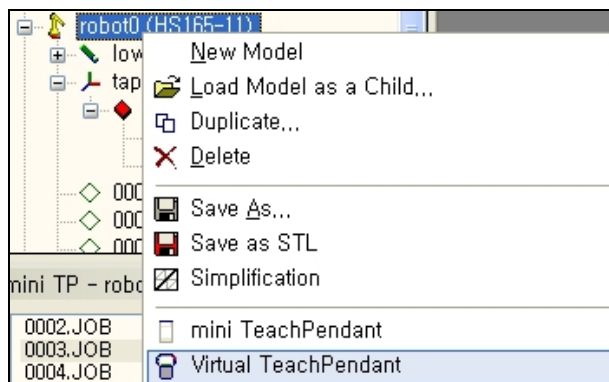 robot0 (HS165-11)
low
tap
New Model
Load Model as a Child,,,
Duplicate,,,
Delete
000
000
000
Save As,,,
Save as STL
Simplification
mini TP - robo
mini TeachPendant
Virtual TeachPendant
0002.JOB
0003.JOB
0004.JOB